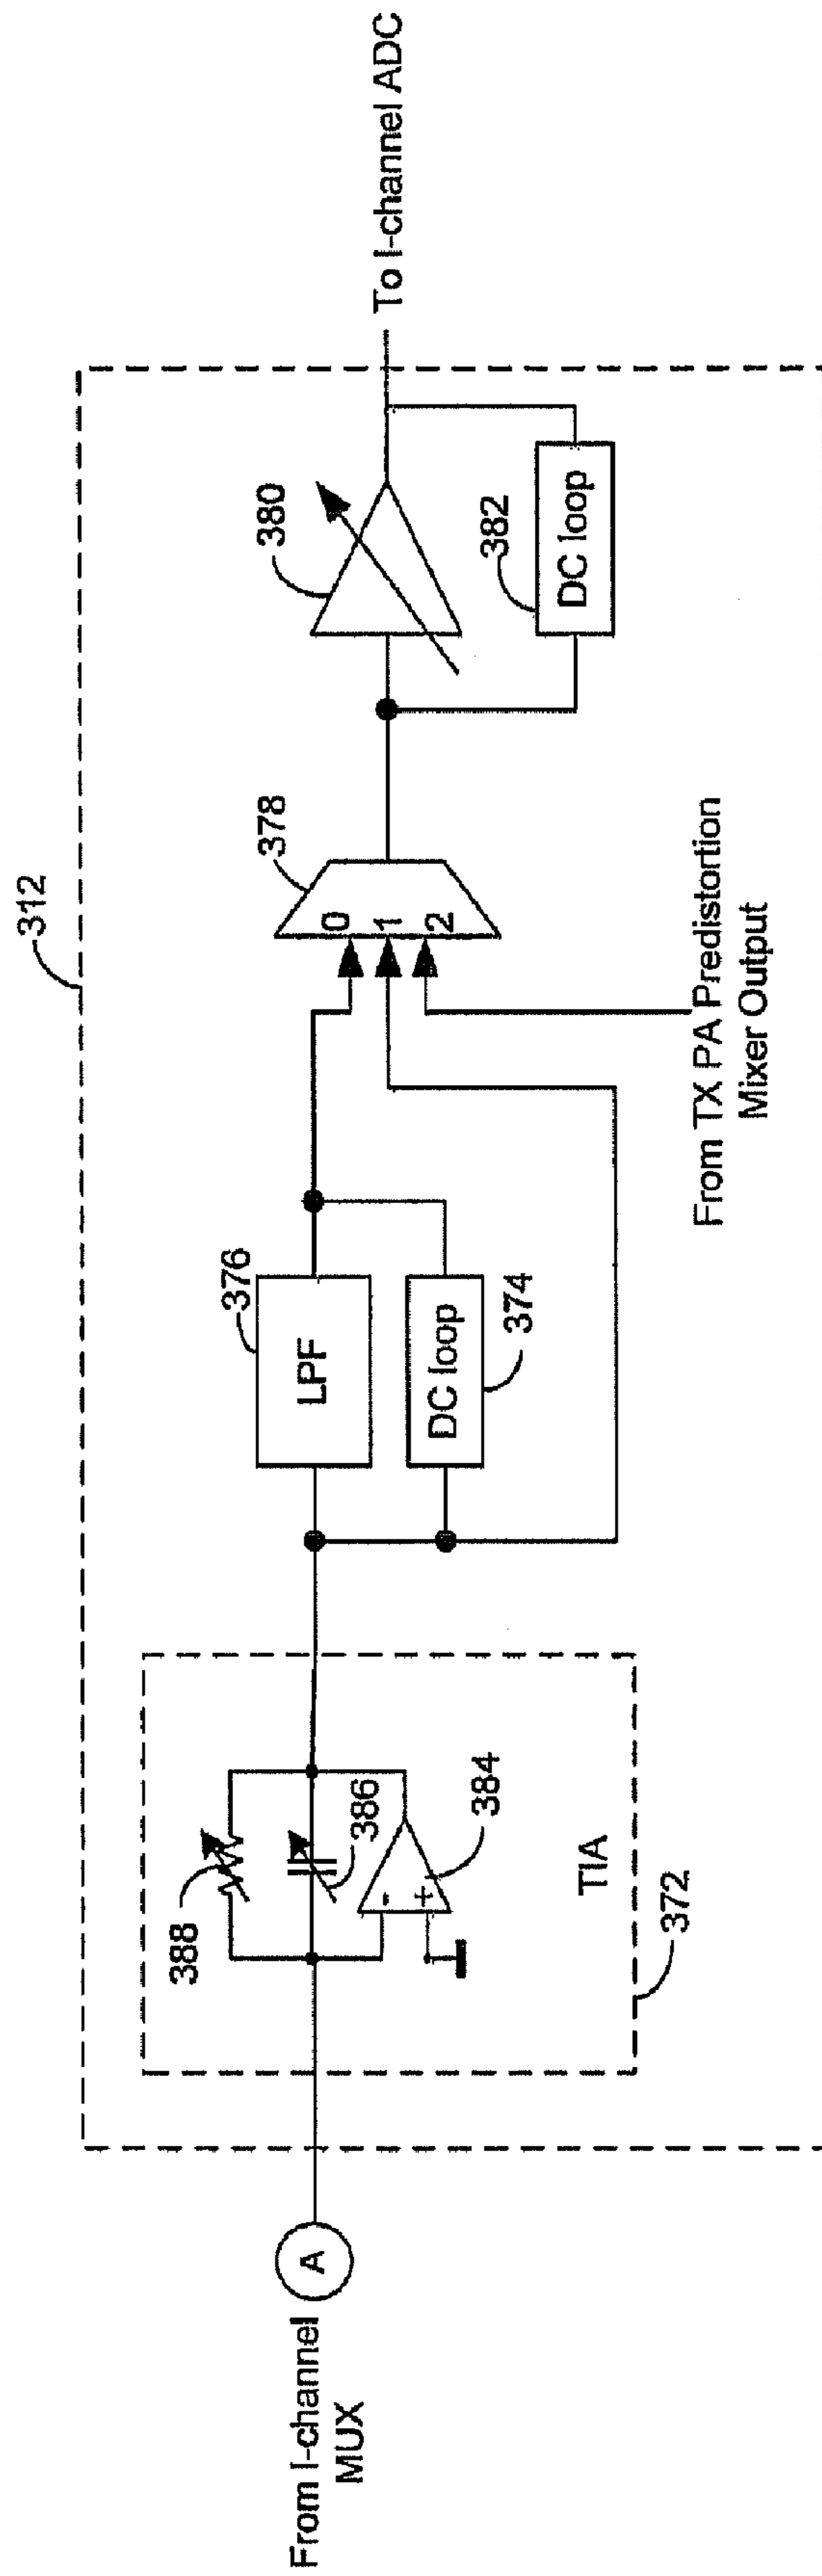 312
From I-channel
MUX
A
388
386
384
-
+
TIA
372
376
LPF
DC loop
374
378
0
1
2
From TX PA Predistortion
Mixer Output
380
382
DC loop
To I-channel ADC